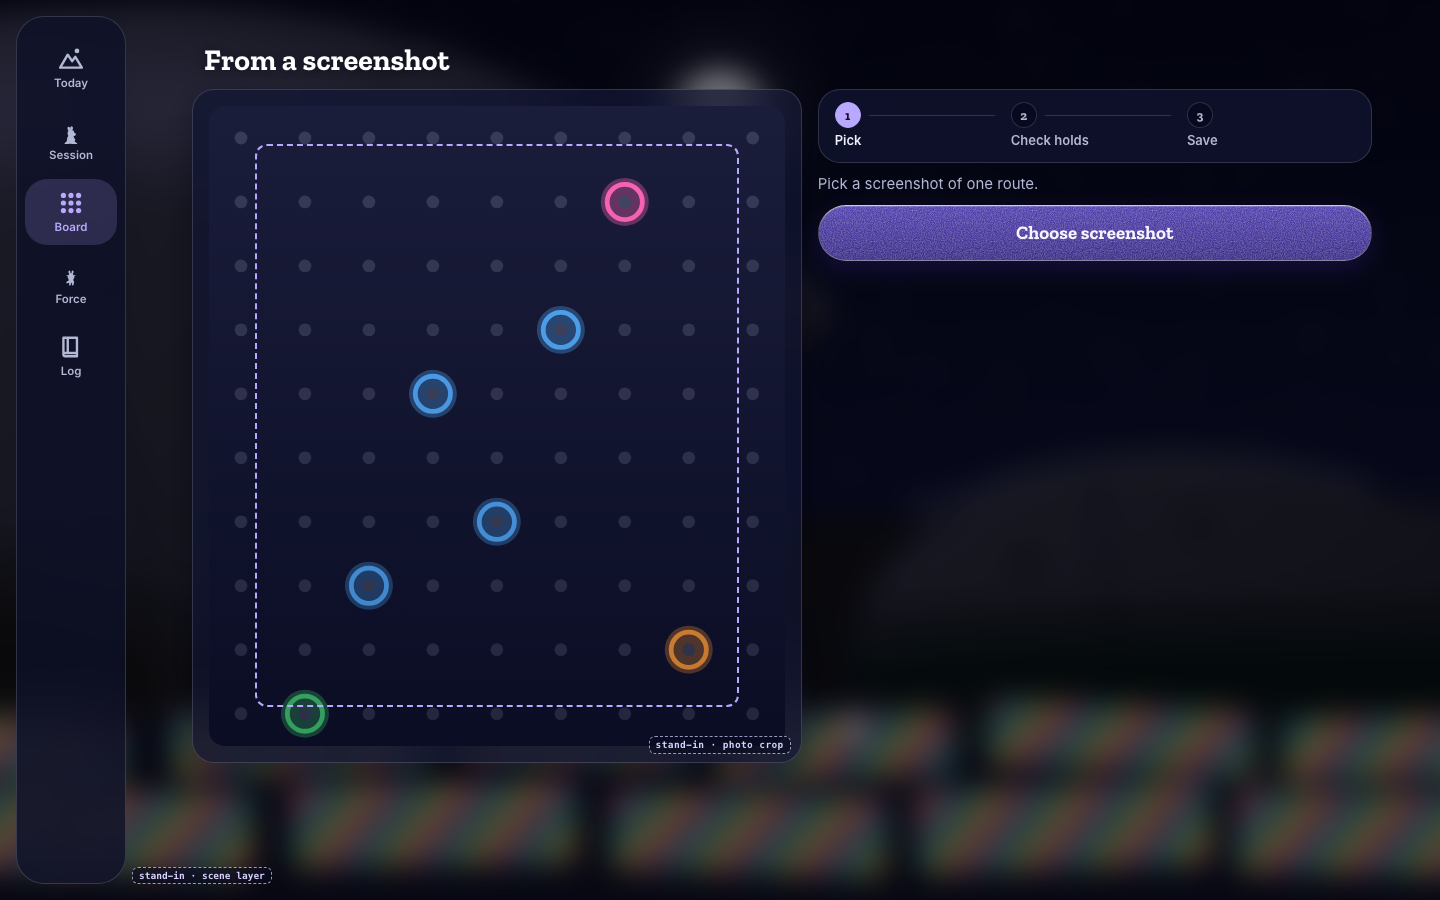 Today
Session
Board
Force
Log
From a screenshot
1
Pick
2
Check holds
3
Save
Pick a screenshot of one route.
Choose screenshot
stand-in · photo crop
stand-in · scene layer